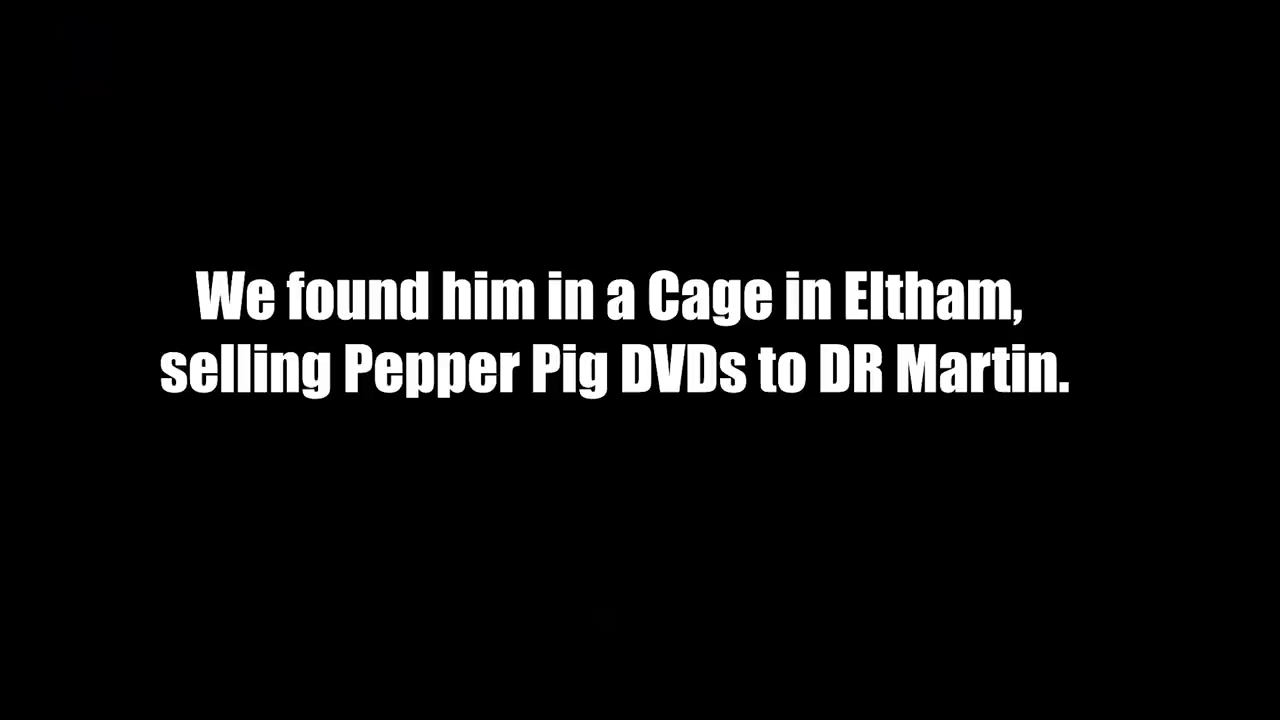 We found him in a Cage in Eltham,
selling Pepper Pig DVDs to DR Martin.